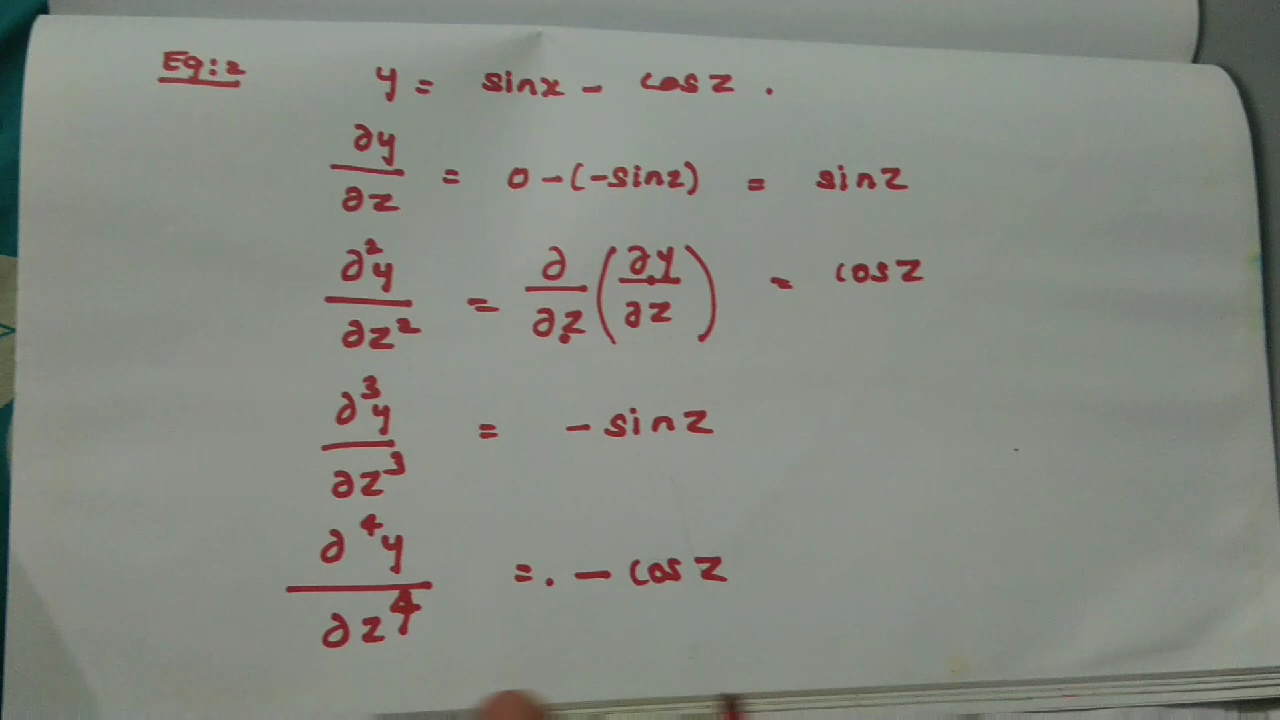 Eg:2 y = sinx - cosz.
∂y/∂z = 0-(-sinz) = sinz
∂²y/∂z² = ∂/∂z (∂y/∂z) = cosz
∂³y/∂z³ = -sinz
∂⁴y/∂z⁴ =. - cosz